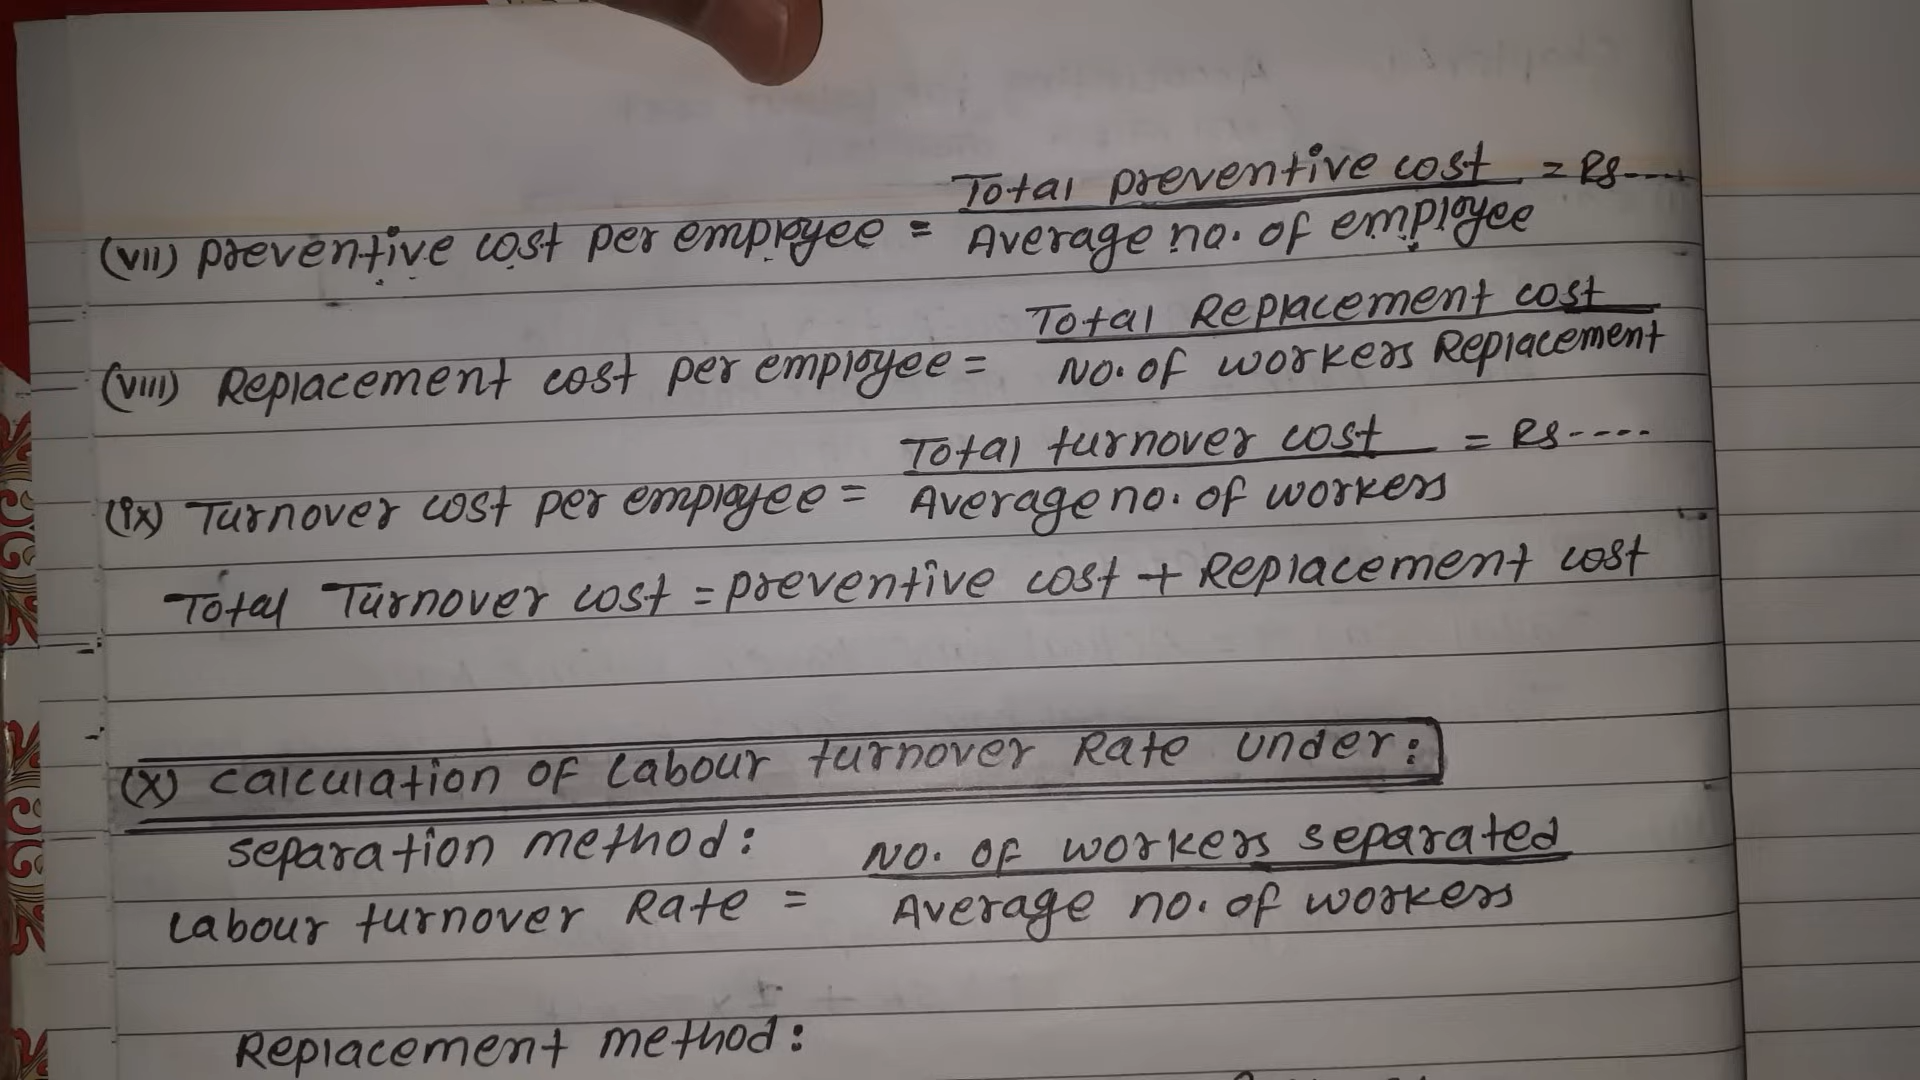 Total preventive cost = Rs----
(vii) preventive cost per employee = Average no. of employee
Total Replacement cost
(viii) Replacement cost per employee = No. of workers Replacement
Total turnover cost = Rs----
(ix) Turnover cost per employee = Average no. of workers
Total Turnover cost = preventive cost + Replacement cost
(x) calculation of Labour turnover Rate under:
separation method: No. of workers separated
Labour turnover Rate = Average no. of workers
Replacement method: